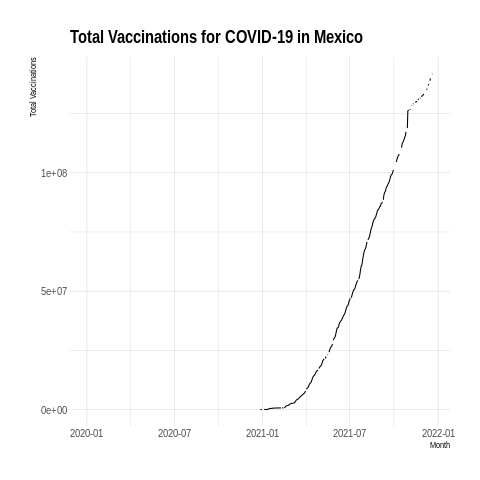 Total Vaccinations for COVID-19 in Mexico
Total Vaccinations
1e+08
5e+07
0e+00
2020-01 2020-07 2021-01 2021-07 2022-01
Month